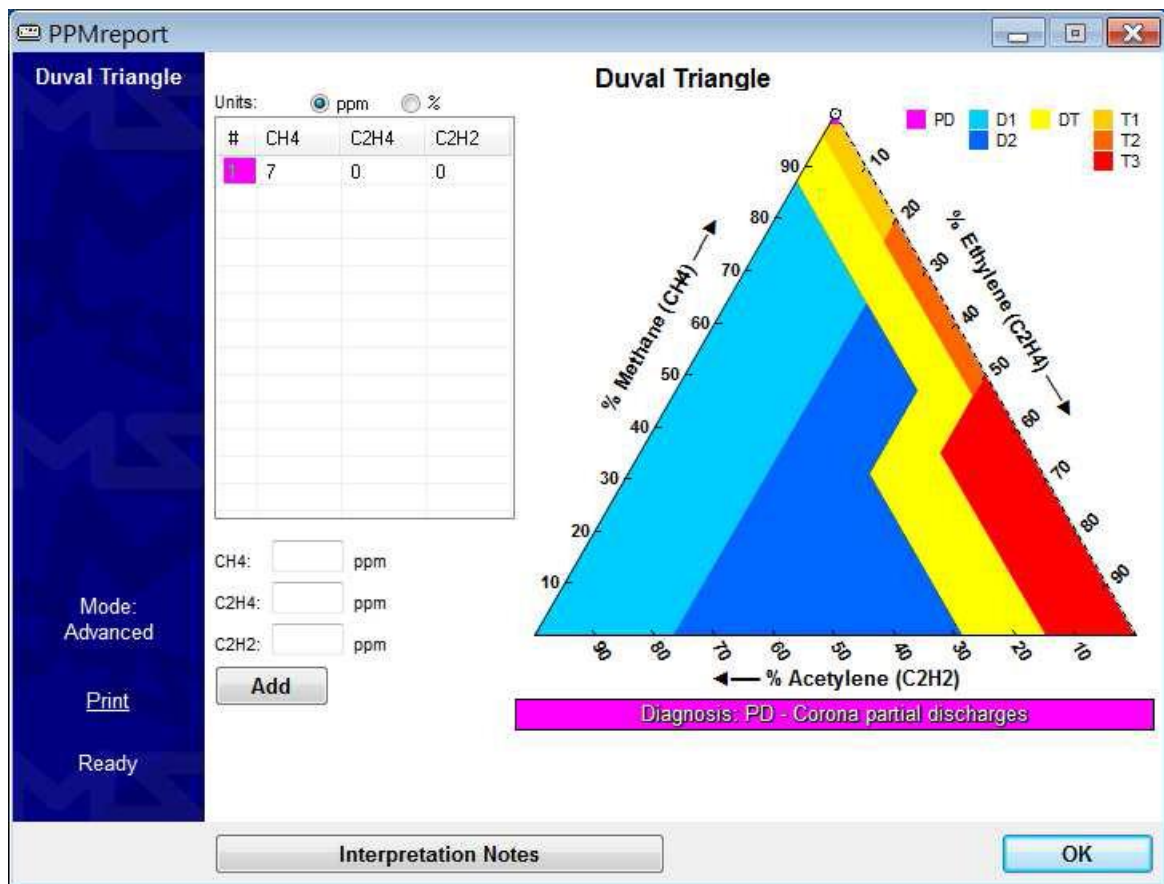 PPMreport
Duval Triangle
Mode:
Advanced
Print
Ready
Units: ppm %
# CH4 C2H4 C2H2
1 7 0 0
CH4: ppm
C2H4: ppm
C2H2: ppm
Add
Duval Triangle
PD D1 DT T1
D2 T2
T3
% Methane (CH4)
90
80
70
60
50
40
30
20
10
% Ethylene (C2H4)
10
20
30
40
50
60
70
80
90
90 80 70 60 50 40 30 20 10
% Acetylene (C2H2)
Diagnosis: PD - Corona partial discharges
Interpretation Notes
OK